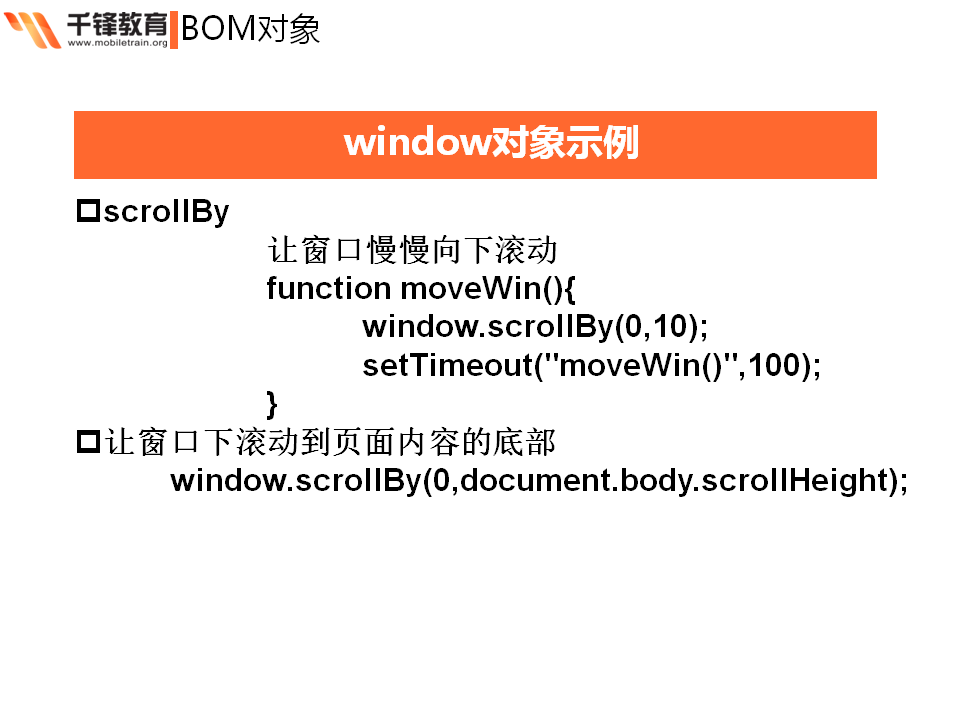 千锋教育
www.mobiletrain.org
BOM对象
window对象示例
scrollBy
让窗口慢慢向下滚动
function moveWin(){
window.scrollBy(0,10);
setTimeout("moveWin()",100);
}
让窗口下滚动到页面内容的底部
window.scrollBy(0,document.body.scrollHeight);